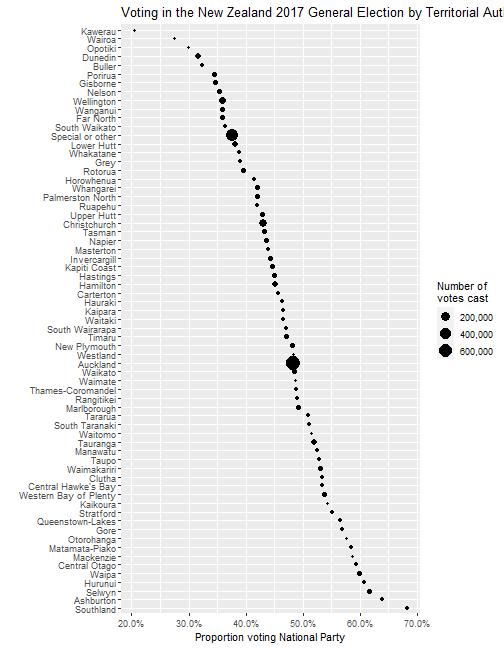 Voting in the New Zealand 2017 General Election by Territorial Aut
Kawerau
Wairoa
Opotiki
Dunedin
Buller
Porirua
Gisborne
Nelson
Wellington
Wanganui
Far North
South Waikato
Special or other
Lower Hutt
Whakatane
Grey
Rotorua
Horowhenua
Whangarei
Palmerston North
Ruapehu
Upper Hutt
Christchurch
Tasman
Napier
Masterton
Invercargill
Kapiti Coast
Hastings
Hamilton
Carterton
Hauraki
Kaipara
Waitaki
South Wairarapa
Timaru
New Plymouth
Westland
Auckland
Waikato
Waimate
Thames-Coromandel
Rangitikei
Marlborough
Tararua
South Taranaki
Waitomo
Tauranga
Manawatu
Taupo
Waimakariri
Clutha
Central Hawke's Bay
Western Bay of Plenty
Kaikoura
Stratford
Queenstown-Lakes
Gore
Otorohanga
Matamata-Piako
Mackenzie
Central Otago
Waipa
Hurunui
Selwyn
Ashburton
Southland
20.0% 30.0% 40.0% 50.0% 60.0% 70.0%
Proportion voting National Party
Number of
votes cast
200,000
400,000
600,000